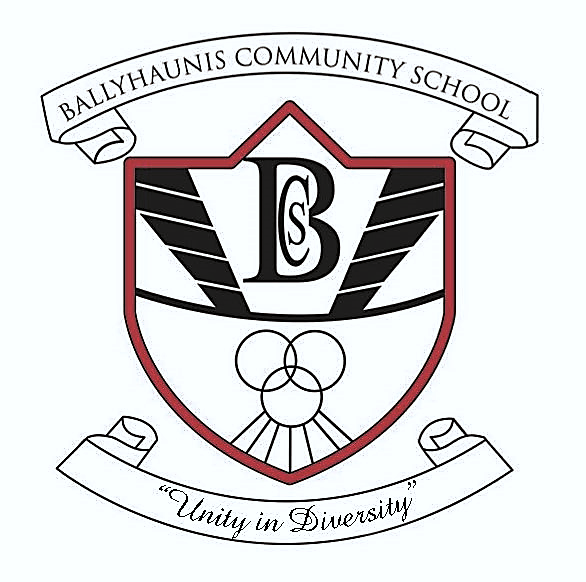 BALLYHAUNIS COMMUNITY SCHOOL
BCS
“Unity in Diversity”